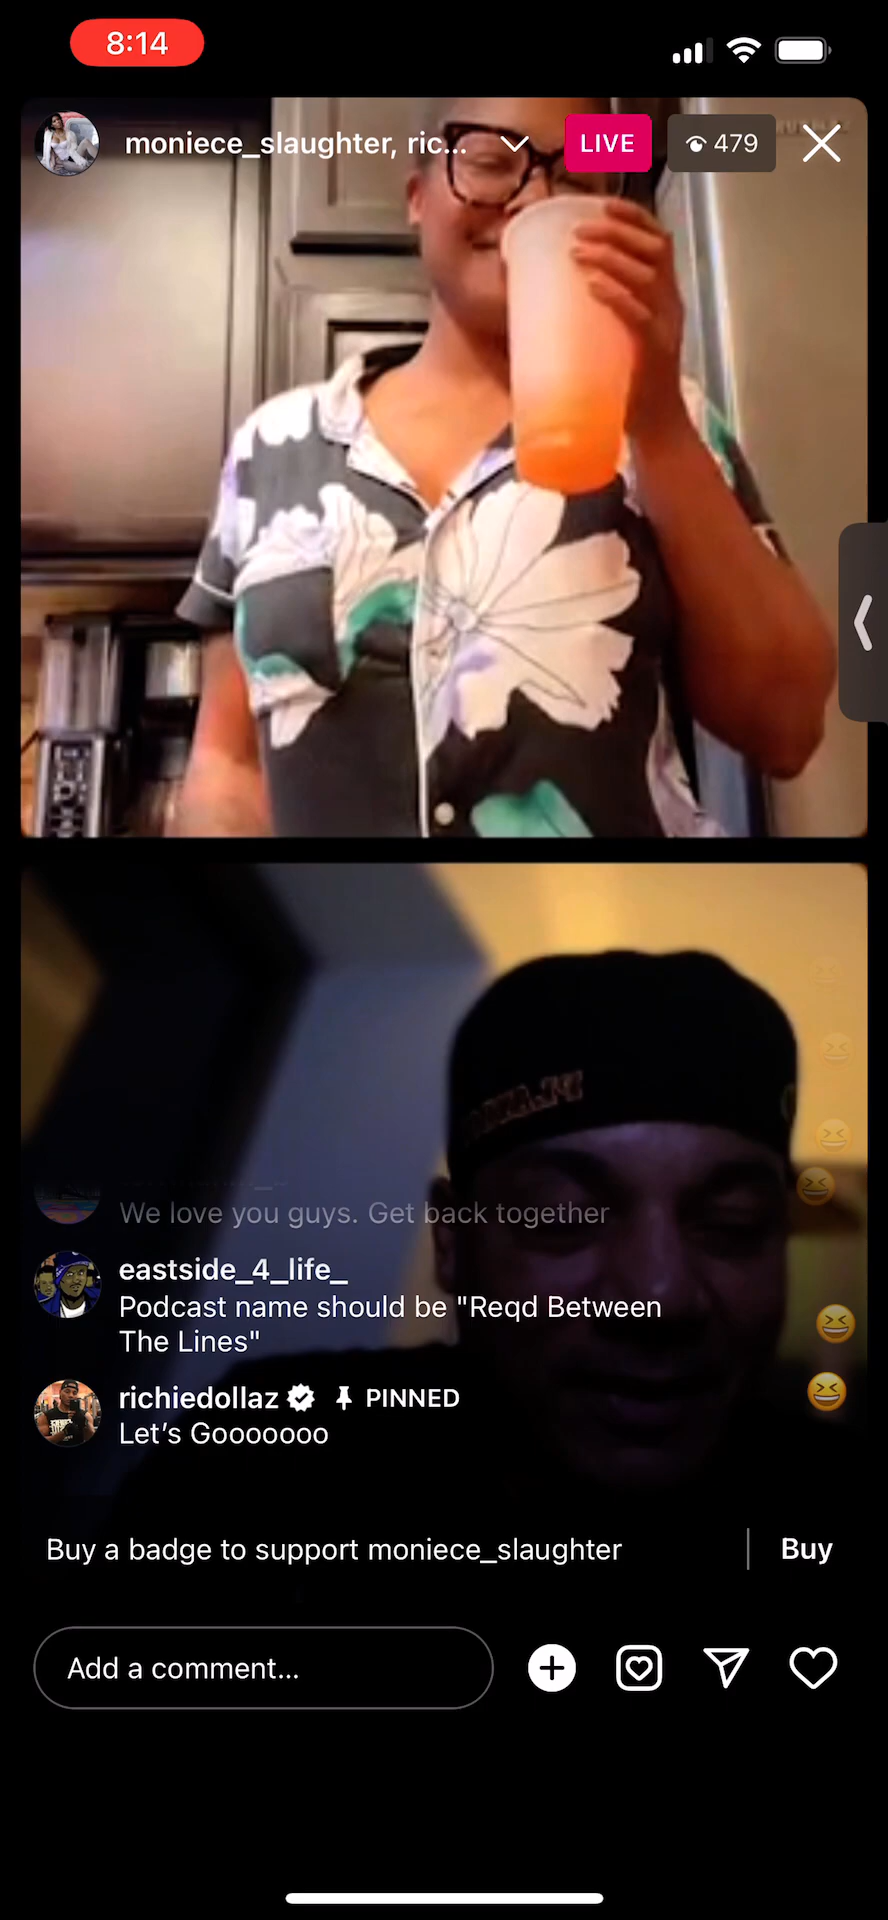 8:14
moniece_slaughter, ric...
LIVE
479
We love you guys. Get back together
eastside_4_life_
Podcast name should be "Reqd Between
The Lines"
richiedollaz PINNED
Let's Gooooooo
Buy a badge to support moniece_slaughter
Buy
Add a comment...